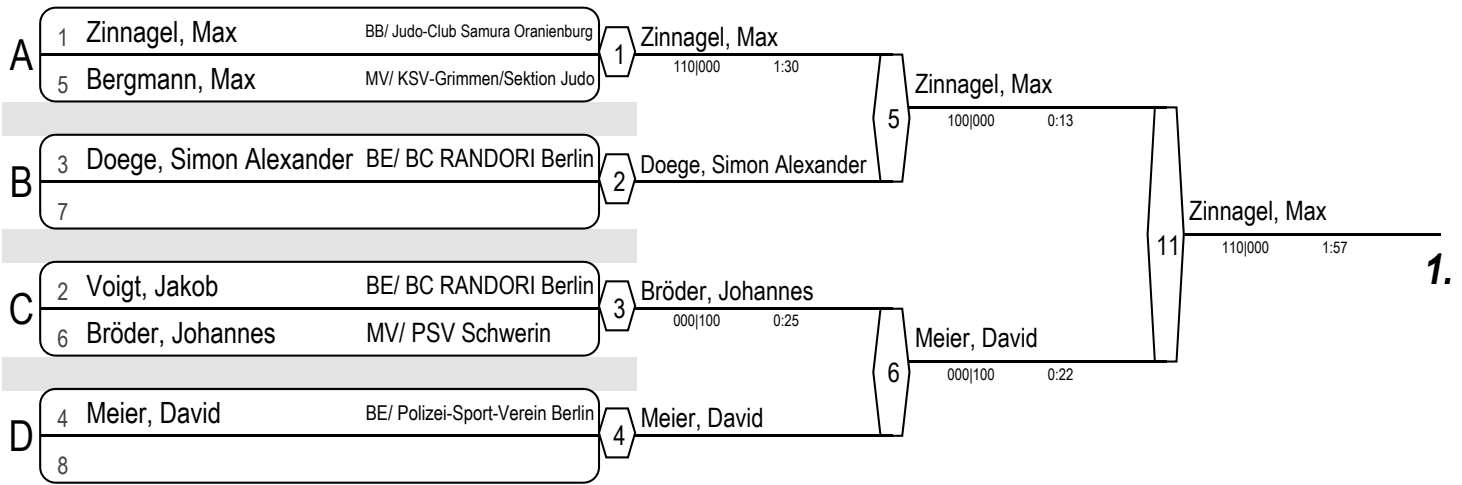 A
1 Zinnagel, Max BB/ Judo-Club Samura Oranienburg
5 Bergmann, Max MV/ KSV-Grimmen/Sektion Judo
1
Zinnagel, Max
110|000 1:30
B
3 Doege, Simon Alexander BE/ BC RANDORI Berlin
7
2
Doege, Simon Alexander
5
Zinnagel, Max
100|000 0:13
C
2 Voigt, Jakob BE/ BC RANDORI Berlin
6 Bröder, Johannes MV/ PSV Schwerin
3
Bröder, Johannes
000|100 0:25
D
4 Meier, David BE/ Polizei-Sport-Verein Berlin
8
4
Meier, David
6
Meier, David
000|100 0:22
11
Zinnagel, Max
110|000 1:57
1.